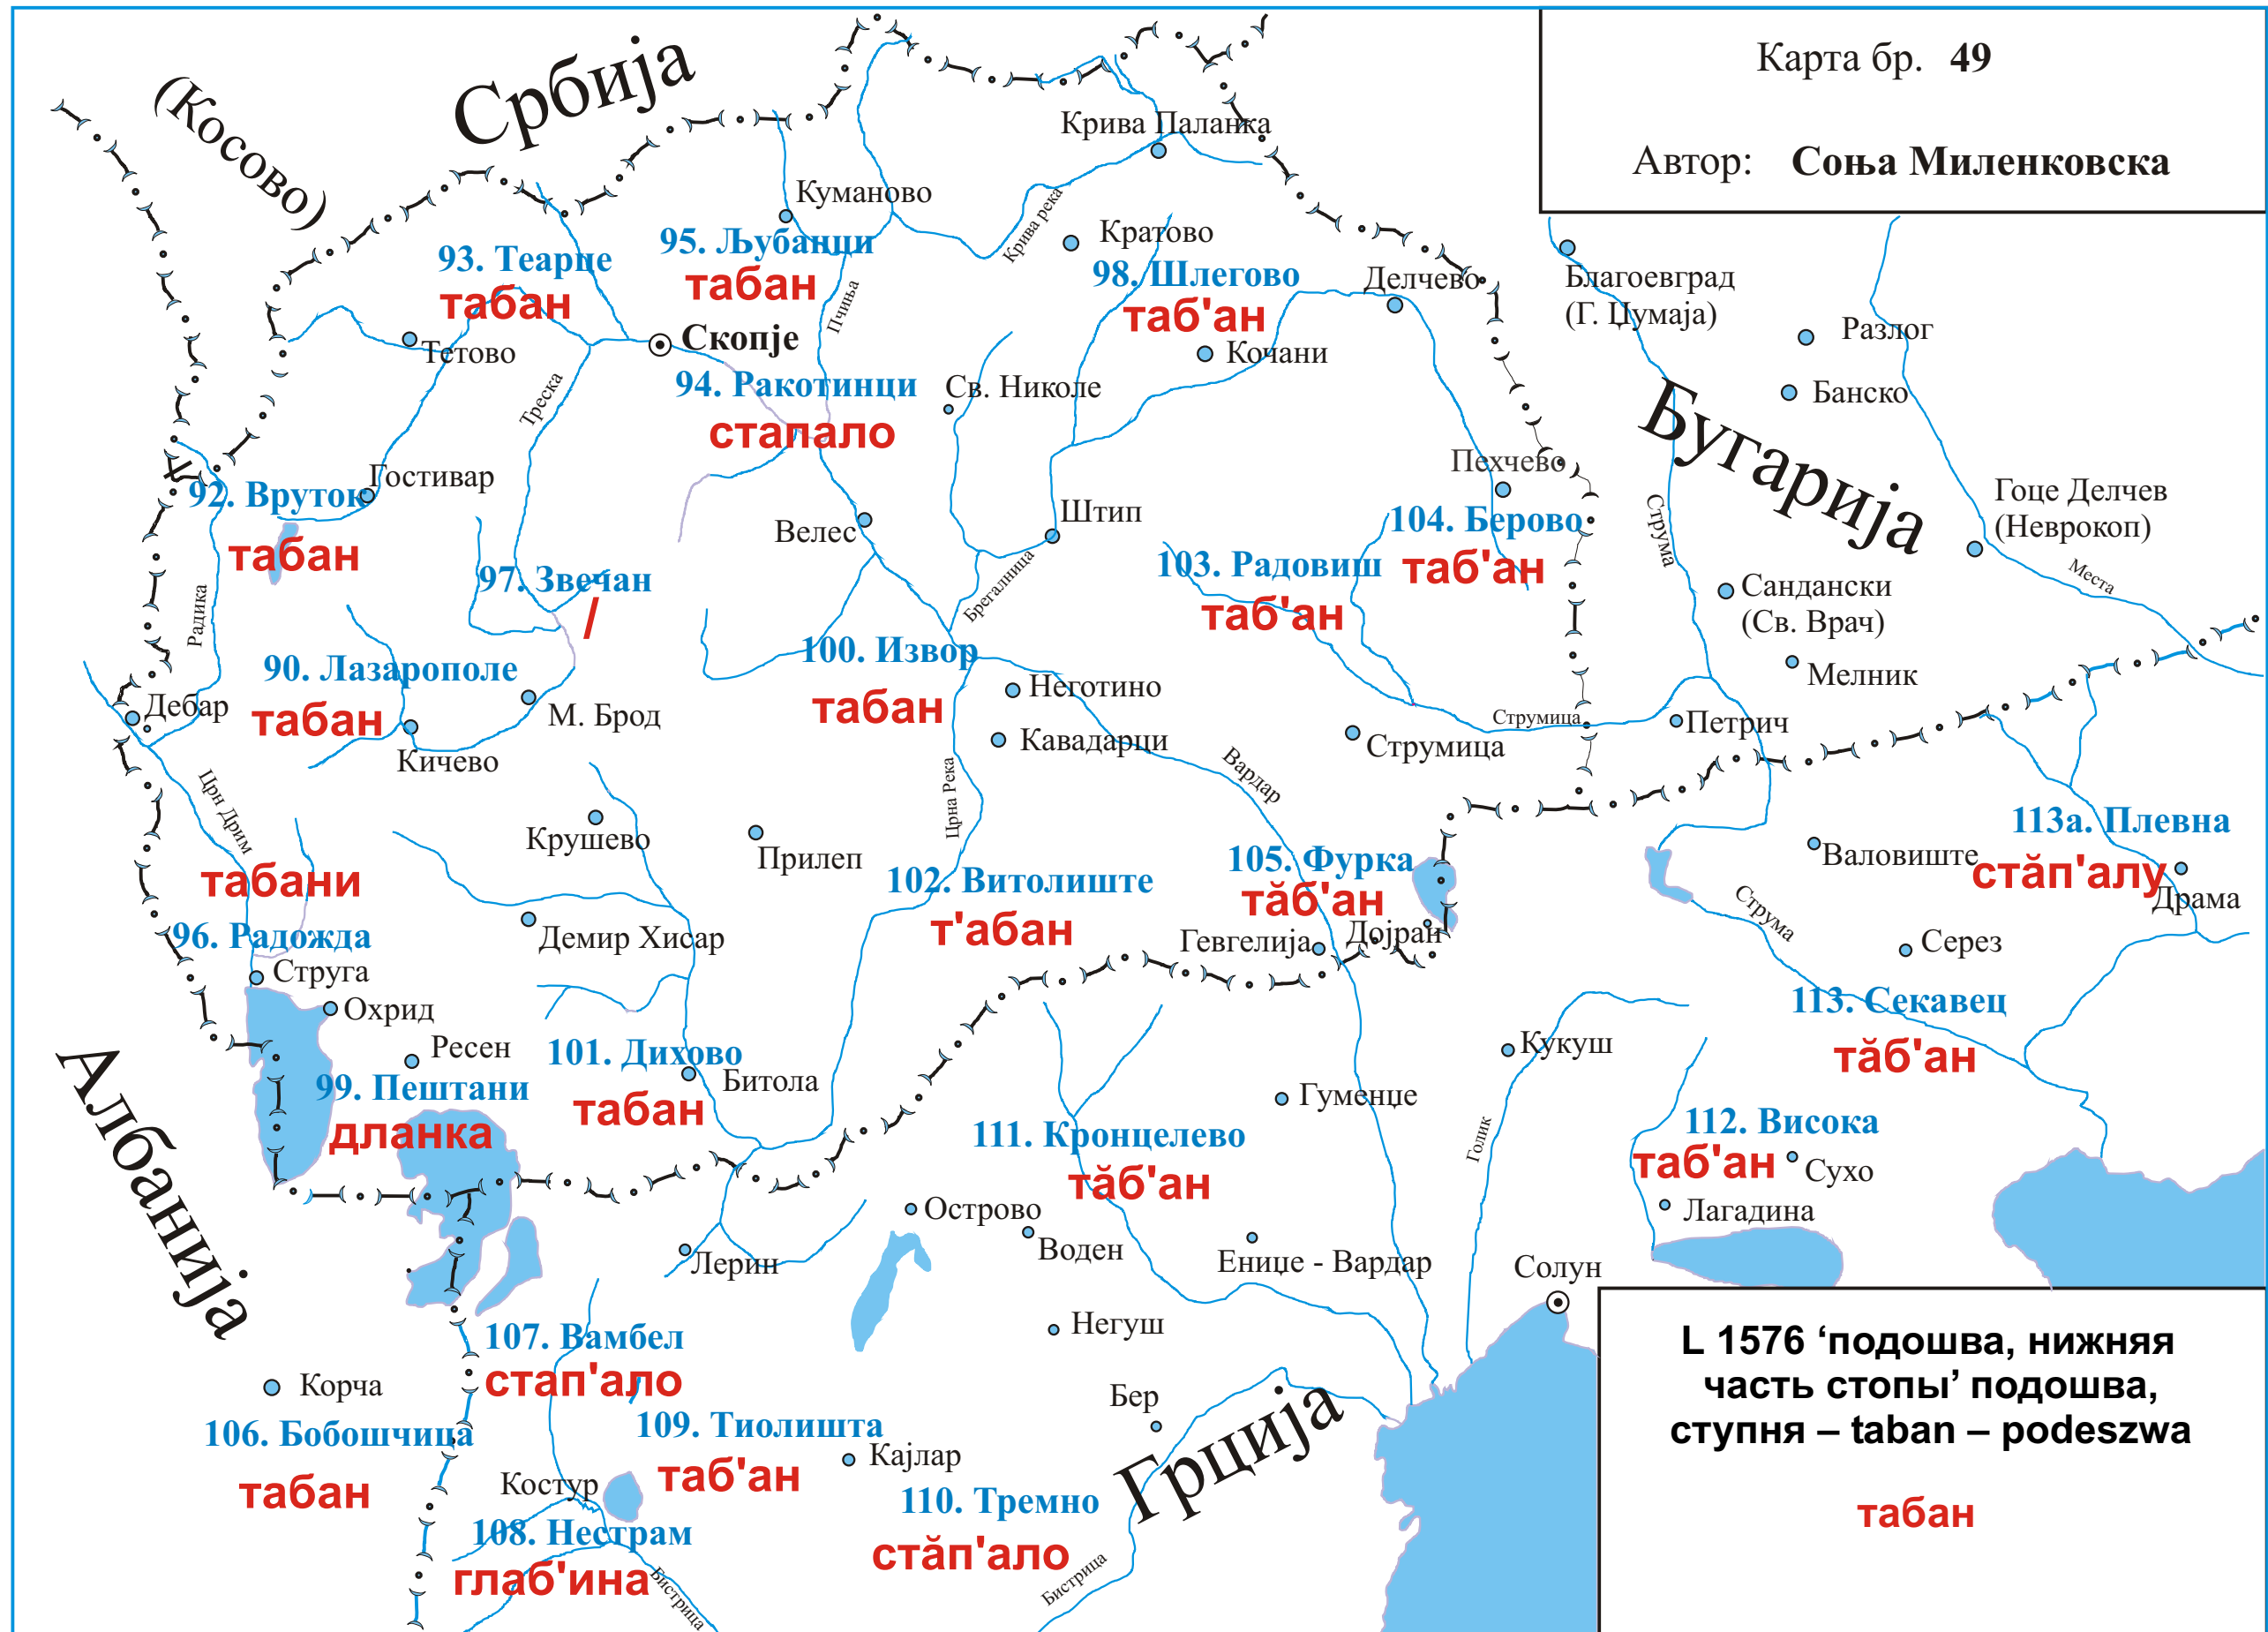 Карта бр. 49
Автор: Соња Миленковска
Србија
(Косово)
Крива Паланка
Куманово
Крива река
Кратово
93. Теарце
табан
95. Љубанци
табан
98. Шлегово
таб'ан
Делчево
Благоевград
(Г. Џумаја)
Разлог
Банско
Тетово
Скопје
Пчиња
Кочани
94. Ракотинци
стапало
Св. Николе
Треска
Бугарија
Пехчево
Гостивар
92. Вруток
табан
Велес
Штип
104. Берово
таб'ан
Струма
Гоце Делчев
(Неврокоп)
Места
97. Звечан
/
Брегалница
103. Радовиш
таб'ан
Сандански
(Св. Врач)
Мелник
Радика
90. Лазарополе
табан
100. Извор
табан
Неготино
Дебар
М. Брод
Кичево
Кавадарци
Струмица
Струмица
Петрич
Црн Дрим
Црна Река
Вардар
Крушево
Прилеп
113а. Плевна
стăп'алу
Драма
Валовиште
табани
96. Радожда
102. Витолиште
т'абан
105. Фурка
тăб'ан
Демир Хисар
Гевгелија
Дојран
Струма
Серез
Струга
Охрид
Ресен
99. Пештани
дланка
101. Дихово
табан
Битола
Кукуш
113. Секавец
тăб'ан
Гуменџе
Албанија
111. Кронцелево
тăб'ан
Голик
112. Висока
таб'ан
Сухо
Лагадина
Острово
Воден
Лерин
Ениџе - Вардар
Солун
Негуш
107. Вамбел
стап'ало
Корча
106. Бобошчица
табан
109. Тиолишта
таб'ан
Бер
Грција
Кајлар
Костур
110. Тремно
стăп'ало
108. Нестрам
глаб'ина
Бистрица
Бистрица
L 1576 ‘подошва, нижняя
часть стопы’ подошва,
ступня – taban – podeszwa
табан